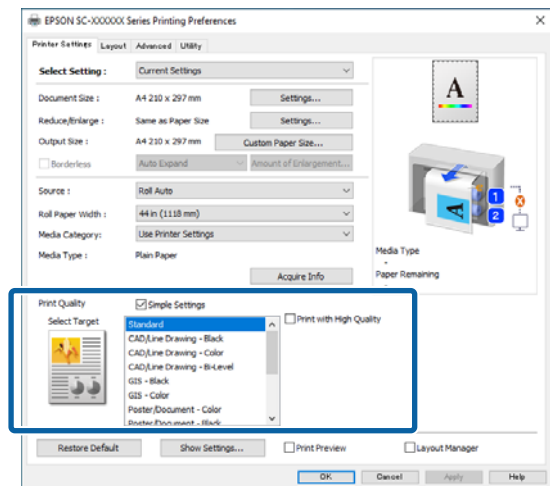 EPSON SC-XXXXXX Series Printing Preferences
Printer Settings Layout Advanced Utility
Select Setting : Current Settings
Document Size : A4 210 x 297 mm Settings...
Reduce/Enlarge : Same as Paper Size Settings...
Output Size : A4 210 x 297 mm Custom Paper Size...
Borderless Auto Expand Amount of Enlargement...
Source : Roll Auto
Roll Paper Width : 44 in (1118 mm)
Media Category: Use Printer Settings
Media Type : Plain Paper
Acquire Info
A
A
1
2
Media Type
-
Paper Remaining
-
Print Quality Simple Settings
Select Target
Standard
CAD/Line Drawing - Black
CAD/Line Drawing - Color
CAD/Line Drawing - Bi-Level
GIS - Black
GIS - Color
Poster/Document - Color
Poster/Document - Black
Print with High Quality
Restore Default Show Settings... Print Preview Layout Manager
OK Cancel Apply Help